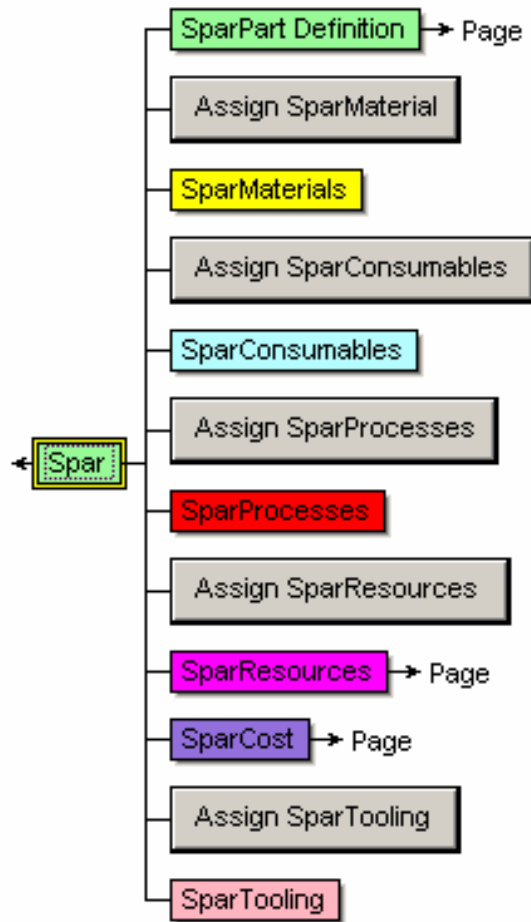 SparPart Definition Page
Assign SparMaterial
SparMaterials
Assign SparConsumables
SparConsumables
Assign SparProcesses
Spar
SparProcesses
Assign SparResources
SparResources Page
SparCost Page
Assign SparTooling
SparTooling